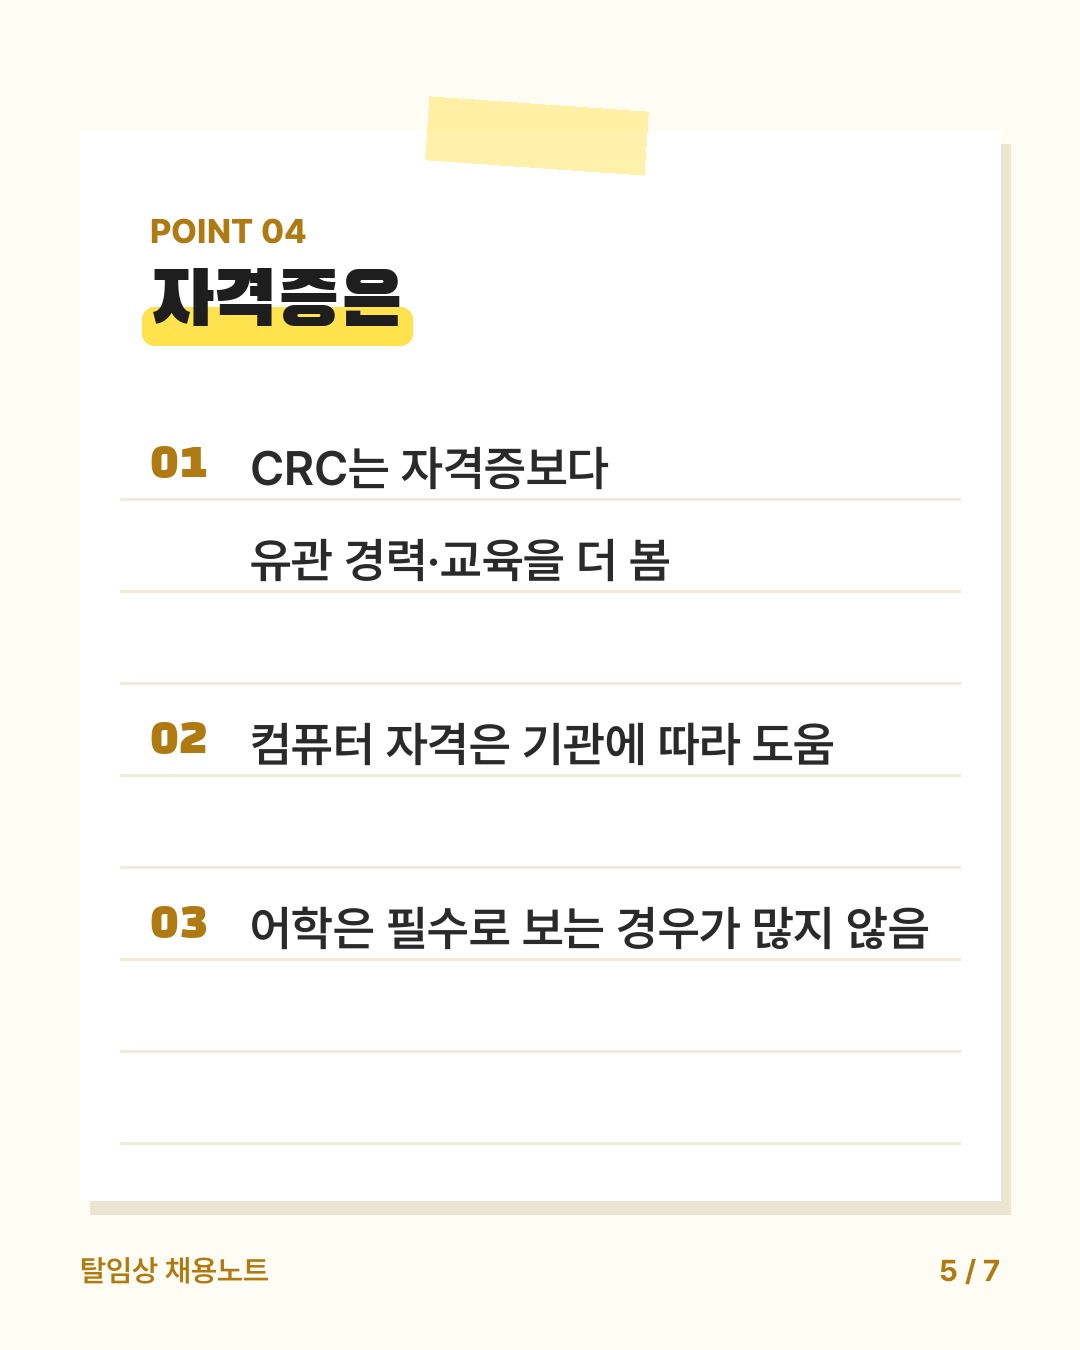 POINT 04
자격증은
01 CRC는 자격증보다
유관 경력·교육을 더 봄
02 컴퓨터 자격은 기관에 따라 도움
03 어학은 필수로 보는 경우가 많지 않음
탈임상 채용노트
5 / 7